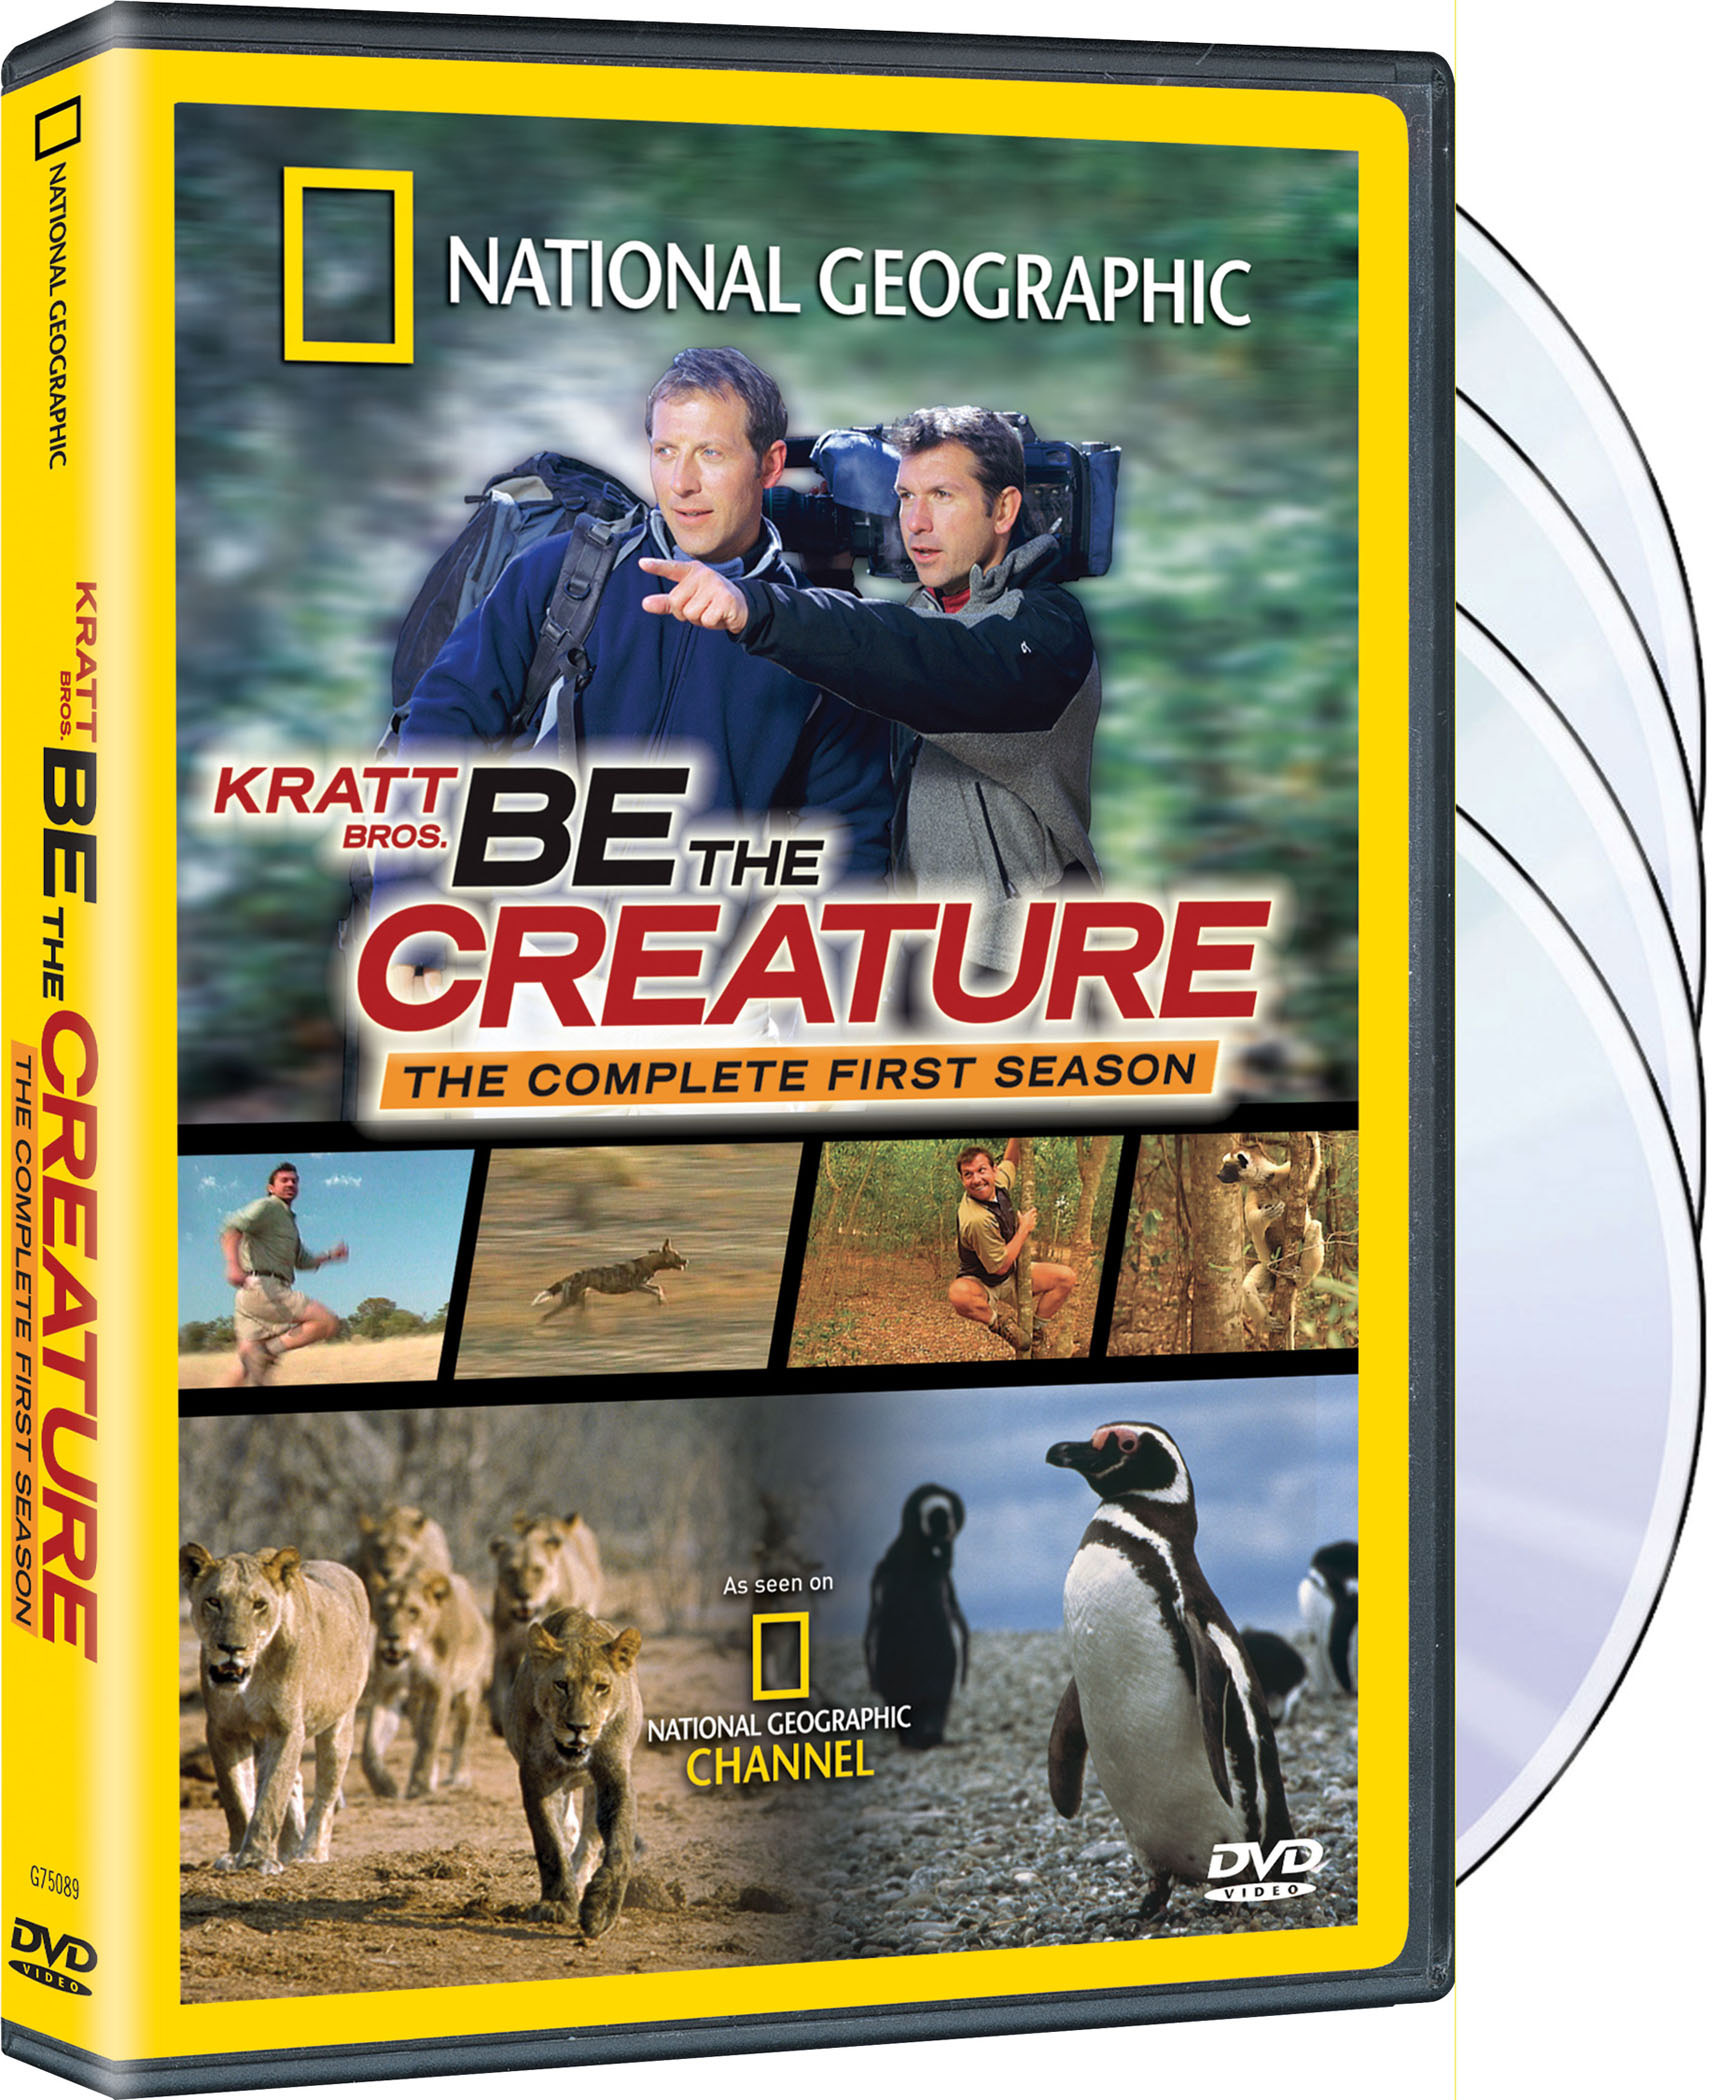 NATIONAL GEOGRAPHIC
KRATT
BROS.
BE THE
CREATURE
THE COMPLETE FIRST SEASON
G75089
DVD
VIDEO
NATIONAL GEOGRAPHIC
KRATT
BROS.
BE THE
CREATURE
THE COMPLETE FIRST SEASON
As seen on
NATIONAL GEOGRAPHIC
CHANNEL
DVD
VIDEO